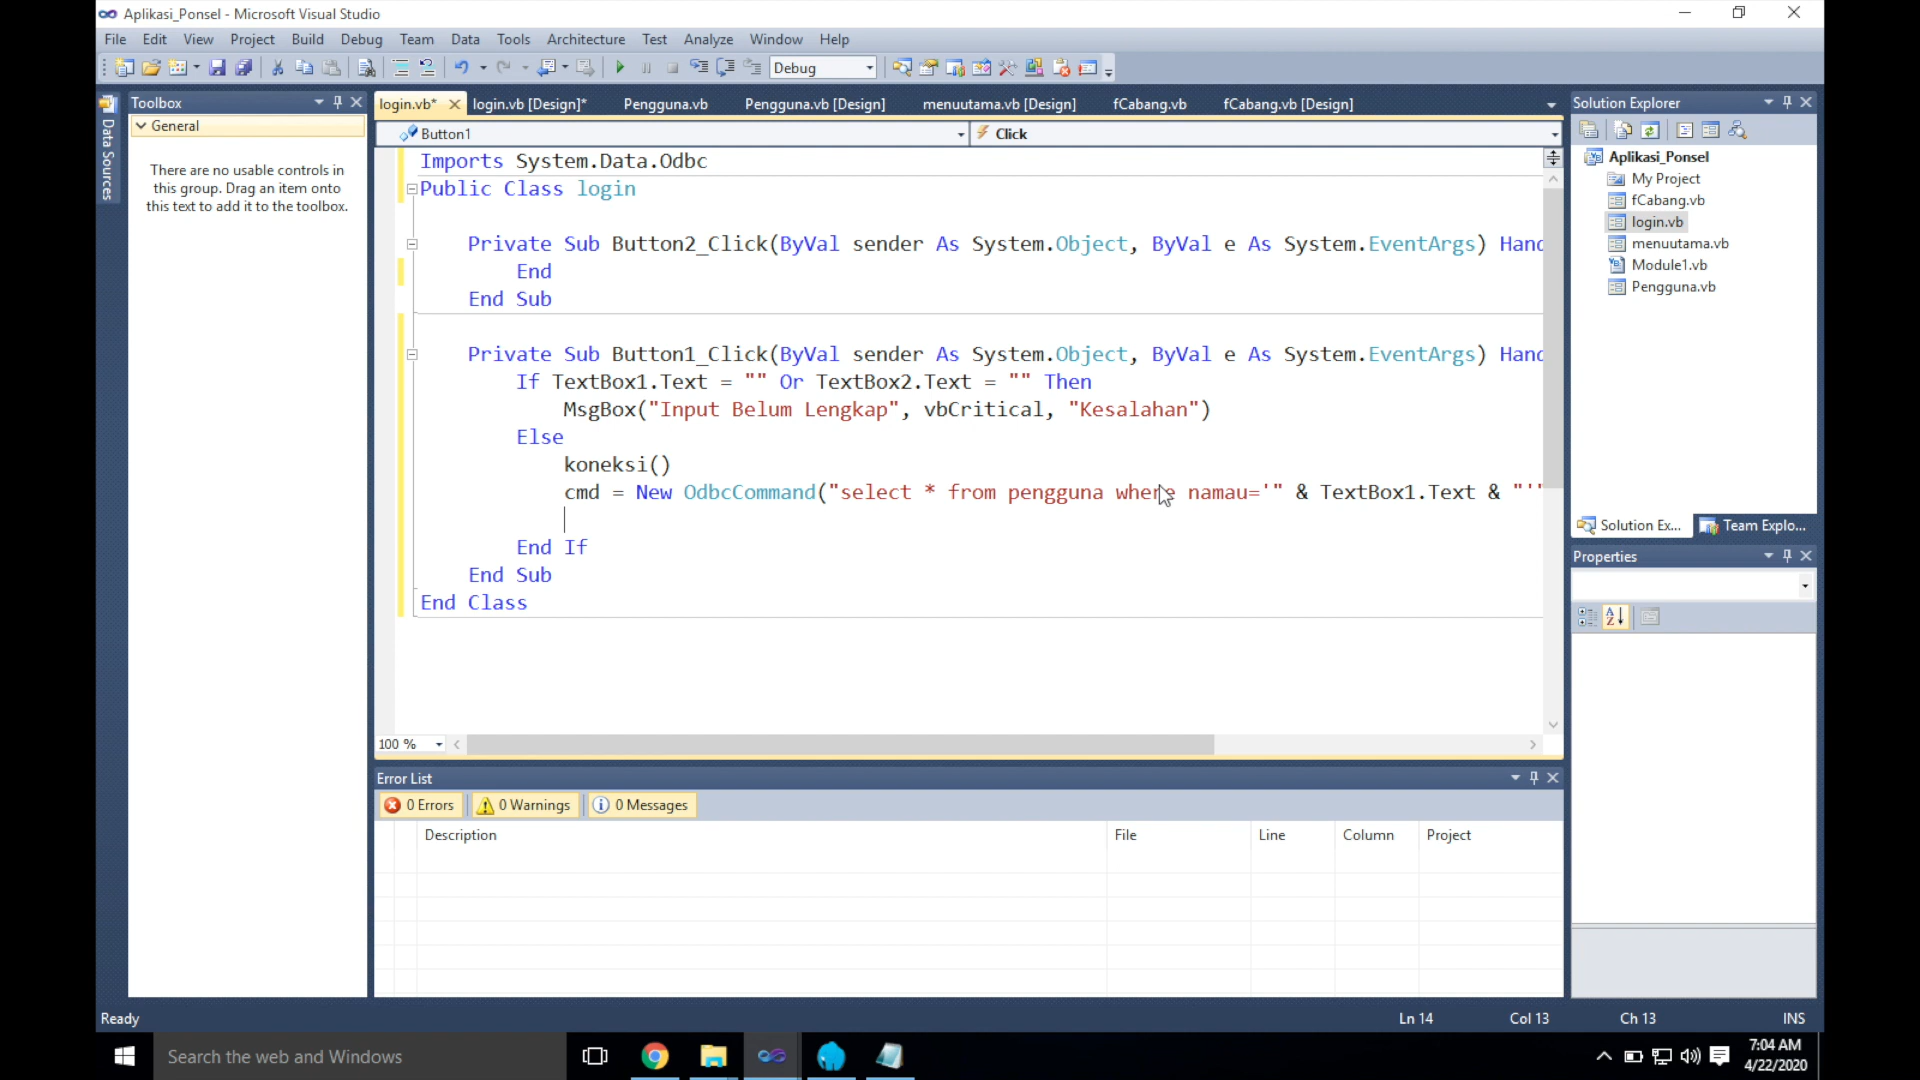 Aplikasi_Ponsel - Microsoft Visual Studio
File Edit View Project Build Debug Team Data Tools Architecture Test Analyze Window Help
Debug
Data Sources
Toolbox
General
There are no usable controls in
this group. Drag an item onto
this text to add it to the toolbox.
login.vb* login.vb [Design]* Pengguna.vb Pengguna.vb [Design] menuutama.vb [Design] fCabang.vb fCabang.vb [Design]
Button1 Click
Imports System.Data.Odbc
Public Class login
Private Sub Button2_Click(ByVal sender As System.Object, ByVal e As System.EventArgs) Hand
End
End Sub
Private Sub Button1_Click(ByVal sender As System.Object, ByVal e As System.EventArgs) Hand
If TextBox1.Text = "" Or TextBox2.Text = "" Then
MsgBox("Input Belum Lengkap", vbCritical, "Kesalahan")
Else
koneksi()
cmd = New OdbcCommand("select * from pengguna where namau='" & TextBox1.Text & "'"
End If
End Sub
End Class
100 %
Error List
0 Errors 0 Warnings 0 Messages
Description File Line Column Project
Solution Explorer
Aplikasi_Ponsel
My Project
fCabang.vb
login.vb
menuutama.vb
Module1.vb
Pengguna.vb
Solution Ex... Team Explo...
Properties
Ready Ln 14 Col 13 Ch 13 INS
Search the web and Windows
7:04 AM
4/22/2020